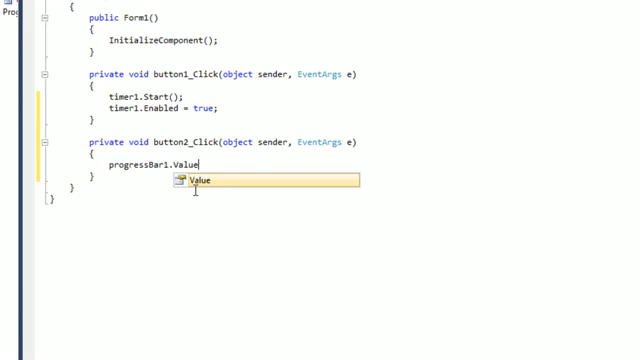 Prog
{
public Form1()
{
InitializeComponent();
}
private void button1_Click(object sender, EventArgs e)
{
timer1.Start();
timer1.Enabled = true;
}
private void button2_Click(object sender, EventArgs e)
{
progressBar1.Value
Value
}
}
}